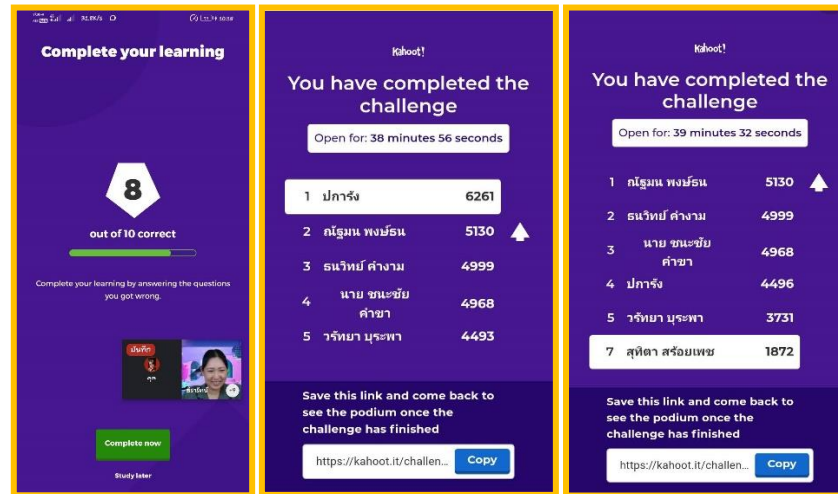 Complete your learning
8
out of 10 correct
Complete your learning by answering the questions
you got wrong.
บันทึก
Complete now
Study later
Kahoot!
You have completed the
challenge
Open for: 38 minutes 56 seconds
1 ปการัง 6261
2 ณัฐมน พงษ์ธน 5130
3 ธนวิทย์ คำงาม 4999
4 นาย ชนะชัย
คำขา 4968
5 วรัทยา บุระพา 4493
Save this link and come back to
see the podium once the
challenge has finished
https://kahoot.it/challen... Copy
Kahoot!
You have completed the
challenge
Open for: 39 minutes 32 seconds
1 ณัฐมน พงษ์ธน 5130
2 ธนวิทย์ คำงาม 4999
3 นาย ชนะชัย
คำขา 4968
4 ปการัง 4496
5 วรัทยา บุระพา 3731
7 สุทิตา สร้อยเพช 1872
Save this link and come back to
see the podium once the
challenge has finished
https://kahoot.it/challen... Copy